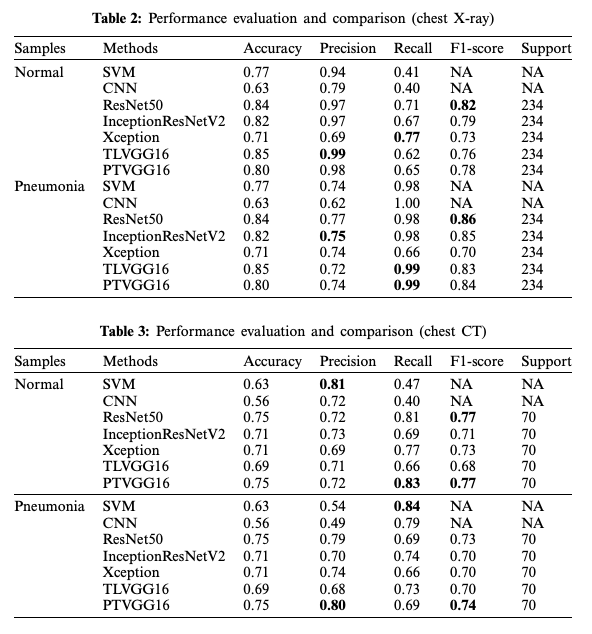 Table 2: Performance evaluation and comparison (chest X-ray)
Samples Methods Accuracy Precision Recall F1-score Support
Normal SVM 0.77 0.94 0.41 NA NA
CNN 0.63 0.79 0.40 NA NA
ResNet50 0.84 0.97 0.71 0.82 234
InceptionResNetV2 0.82 0.97 0.67 0.79 234
Xception 0.71 0.69 0.77 0.73 234
TLVGG16 0.85 0.99 0.62 0.76 234
PTVGG16 0.80 0.98 0.65 0.78 234
Pneumonia SVM 0.77 0.74 0.98 NA NA
CNN 0.63 0.62 1.00 NA NA
ResNet50 0.84 0.77 0.98 0.86 234
InceptionResNetV2 0.82 0.75 0.98 0.85 234
Xception 0.71 0.74 0.66 0.70 234
TLVGG16 0.85 0.72 0.99 0.83 234
PTVGG16 0.80 0.74 0.99 0.84 234
Table 3: Performance evaluation and comparison (chest CT)
Samples Methods Accuracy Precision Recall F1-score Support
Normal SVM 0.63 0.81 0.47 NA NA
CNN 0.56 0.72 0.40 NA NA
ResNet50 0.75 0.72 0.81 0.77 70
InceptionResNetV2 0.71 0.73 0.69 0.71 70
Xception 0.71 0.69 0.77 0.73 70
TLVGG16 0.69 0.71 0.66 0.68 70
PTVGG16 0.75 0.72 0.83 0.77 70
Pneumonia SVM 0.63 0.54 0.84 NA NA
CNN 0.56 0.49 0.79 NA NA
ResNet50 0.75 0.79 0.69 0.73 70
InceptionResNetV2 0.71 0.70 0.74 0.70 70
Xception 0.71 0.74 0.66 0.70 70
TLVGG16 0.69 0.68 0.73 0.70 70
PTVGG16 0.75 0.80 0.69 0.74 70